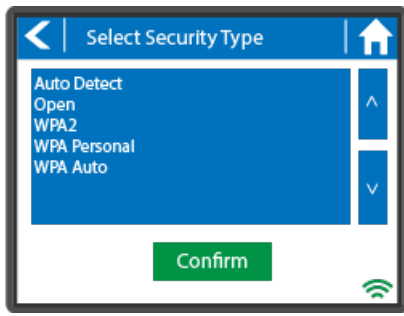 Select Security Type
Auto Detect
Open
WPA2
WPA Personal
WPA Auto
Confirm